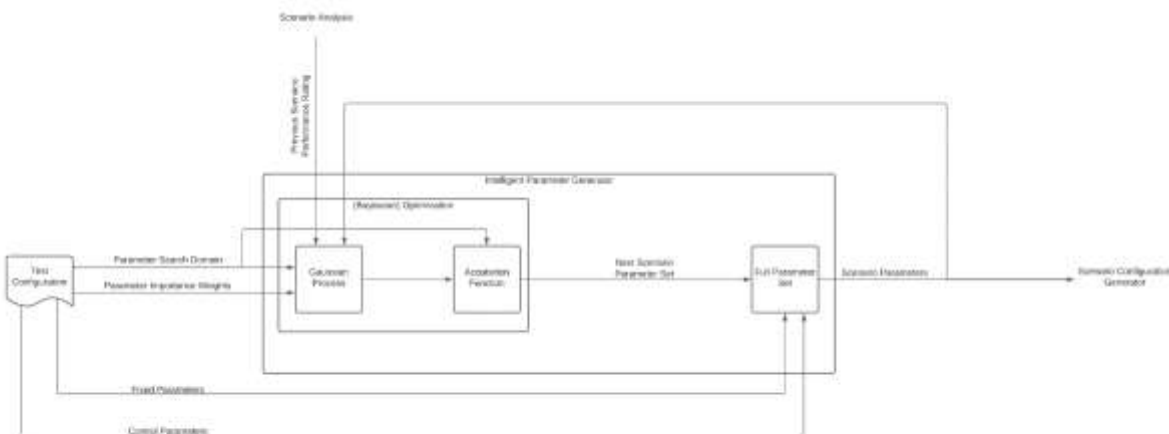 Scenario Analysis
Previous Scenario
Performance Rating
Intelligent Parameter Generator
(Bayesian) Optimisation
Test
Configuration
Parameter Search Domain
Parameter Importance Weights
Gaussian
Process
Acquisition
Function
Next Scenario
Parameter Set
Full Parameter
Set
Scenario Parameters
Scenario Configuration
Generator
Fixed Parameters
Control Parameters